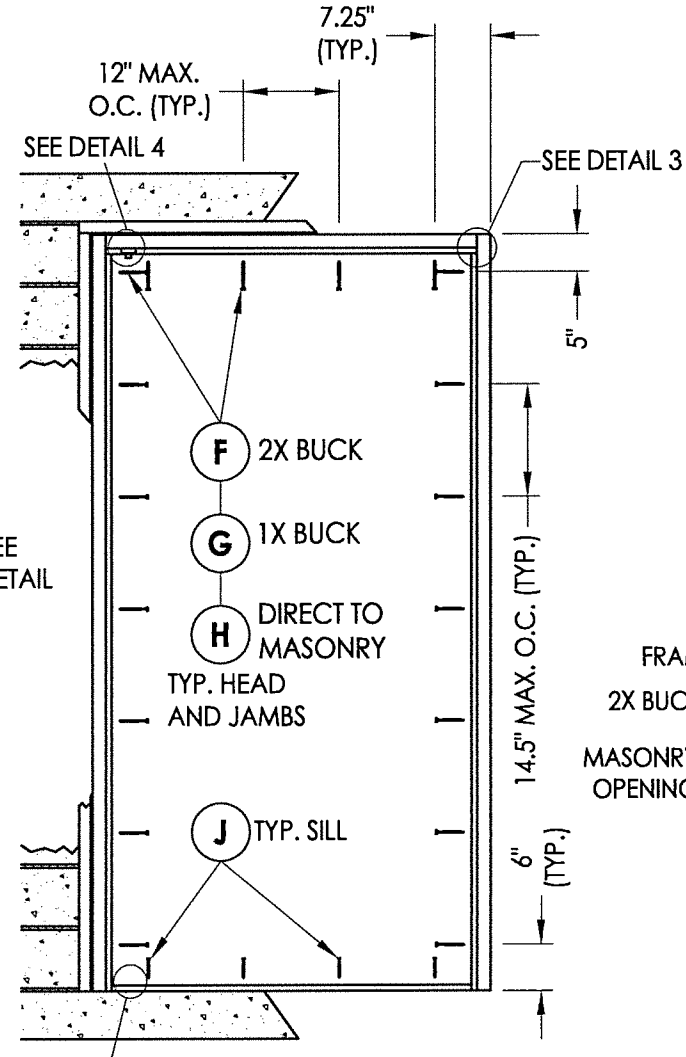 7.25"
(TYP.)
12" MAX.
O.C. (TYP.)
SEE DETAIL 4
SEE DETAIL 3
5"
F 2X BUCK
G 1X BUCK
H DIRECT TO
MASONRY
TYP. HEAD
AND JAMBS
14.5" MAX. O.C. (TYP.)
J TYP. SILL
6"
(TYP.)